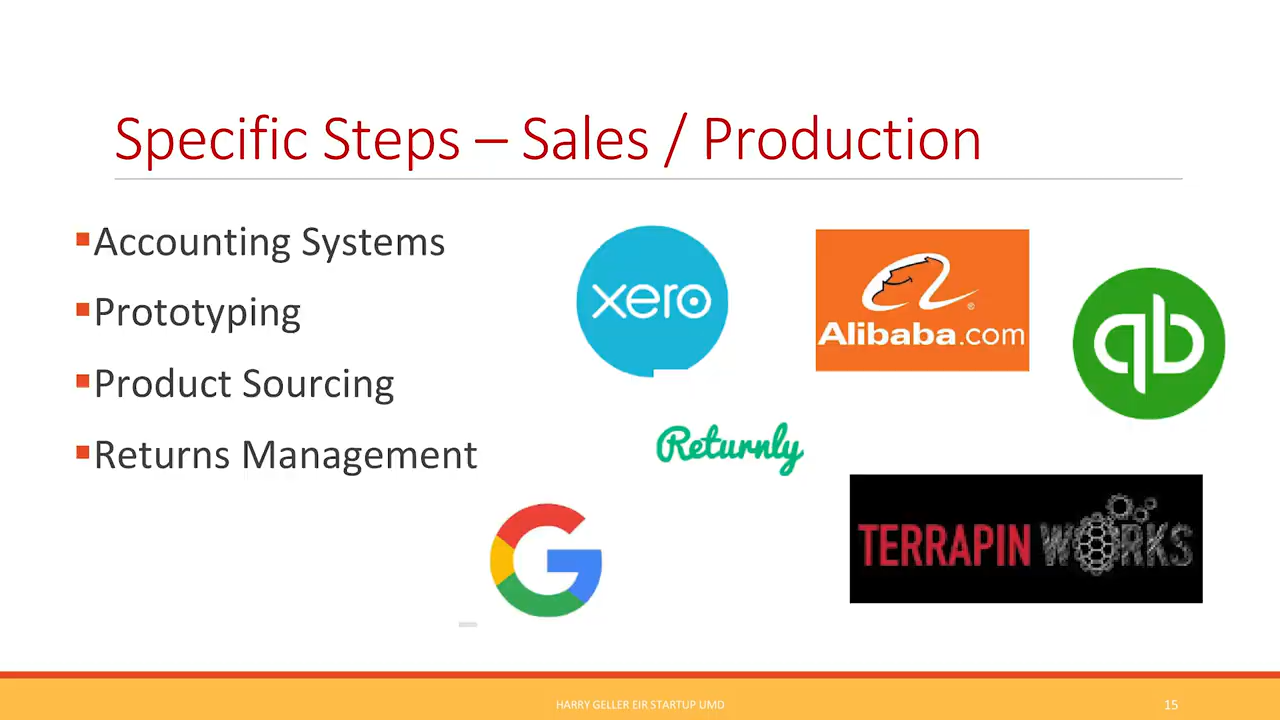 Specific Steps – Sales / Production
Accounting Systems
Prototyping
Product Sourcing
Returns Management
xero
Alibaba.com
qb
Returnly
G
TERRAPIN WORKS
HARRY GELLER EIR STARTUP UMD
15